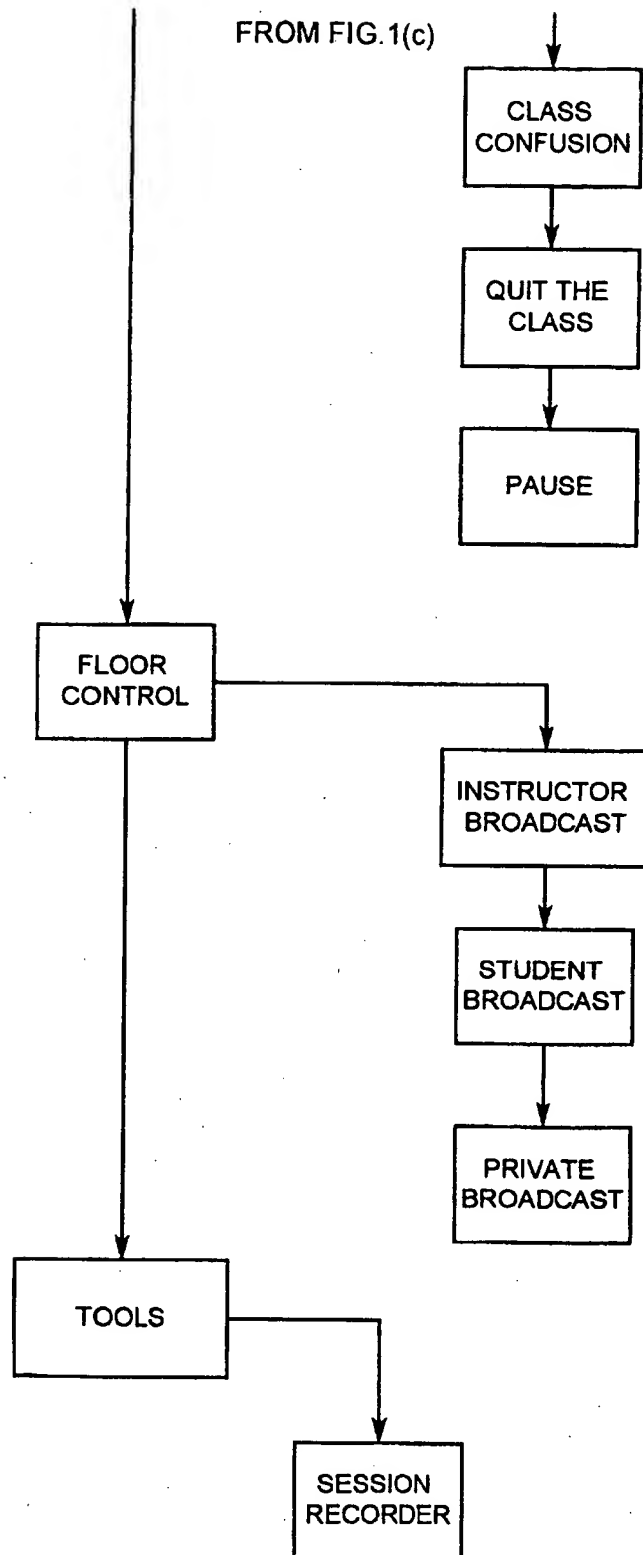 FROM FIG.1(c)
CLASS
CONFUSION
QUIT THE
CLASS
PAUSE
FLOOR
CONTROL
INSTRUCTOR
BROADCAST
STUDENT
BROADCAST
PRIVATE
BROADCAST
TOOLS
SESSION
RECORDER